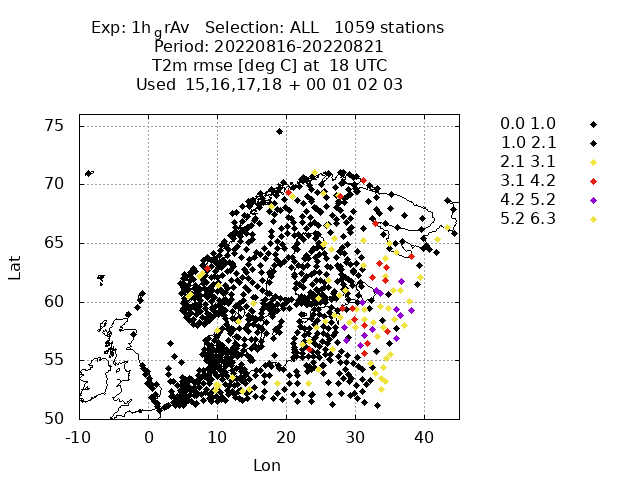 Exp: 1h grAv Selection: ALL 1059 stations
Period: 20220816-20220821
T2m rmse [deg C] at 18 UTC
Used 15,16,17,18 + 00 01 02 03
75
70
65
60
55
50
Lat
-10 0 10 20 30 40
Lon
0.0 1.0
1.0 2.1
2.1 3.1
3.1 4.2
4.2 5.2
5.2 6.3